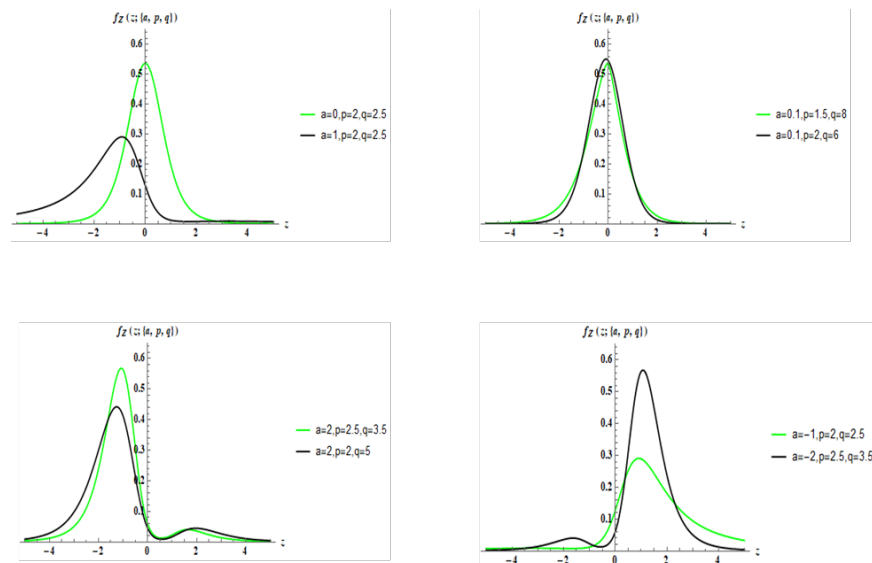 f_Z (z; {a, p, q})
0.6
0.5
0.4
0.3
0.2
0.1
−4 −2 0 2 4 z
a=0,p=2,q=2.5
a=1,p=2,q=2.5
f_Z (z; {a, p, q})
0.6
0.5
0.4
0.3
0.2
0.1
−4 −2 0 2 4 z
a=0.1,p=1.5,q=8
a=0.1,p=2,q=6
f_Z (z; {a, p, q})
0.6
0.5
0.4
0.3
0.2
0.1
−4 −2 0 2 4 z
a=2,p=2.5,q=3.5
a=2,p=2,q=5
f_Z (z; {a, p, q})
0.6
0.5
0.4
0.3
0.2
0.1
−4 −2 0 2 4 z
a=−1,p=2,q=2.5
a=−2,p=2.5,q=3.5